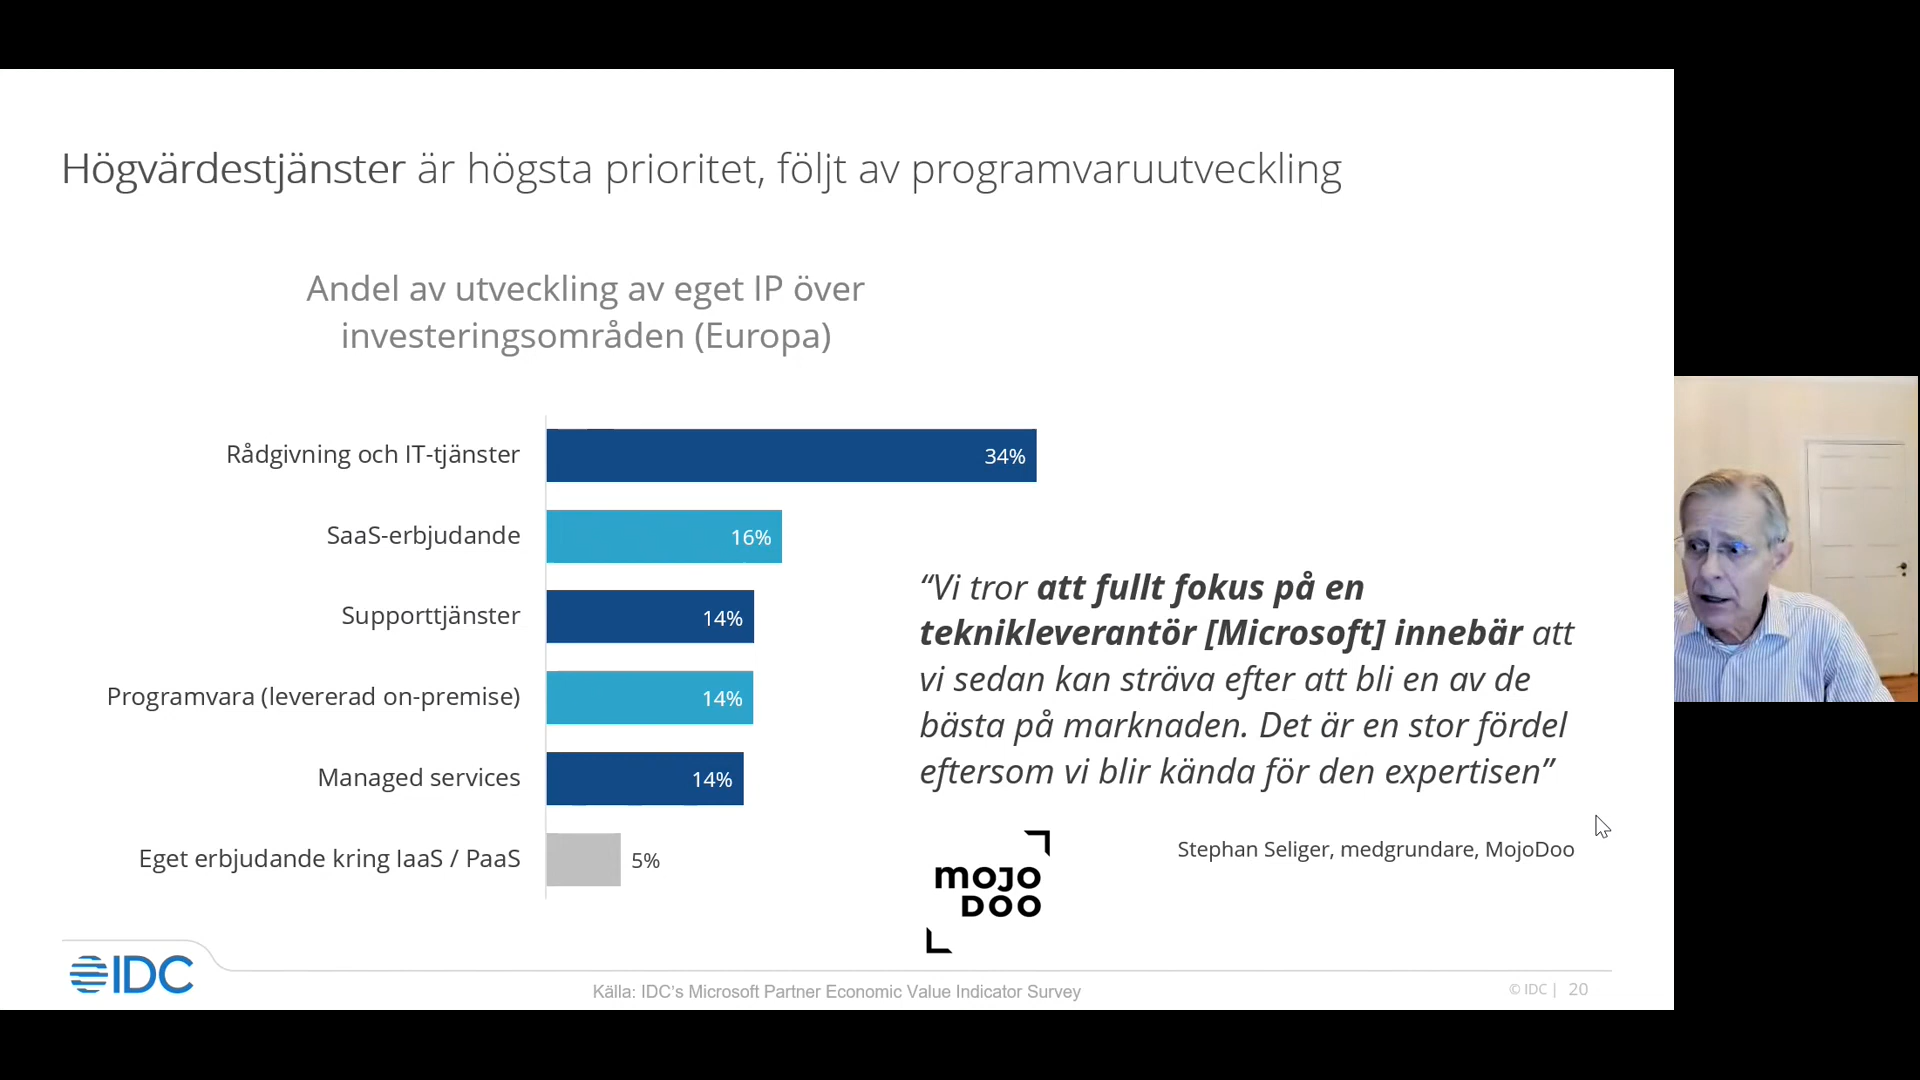 Högvärdestjänster är högsta prioritet, följt av programvaruutveckling
Andel av utveckling av eget IP över
investeringsområden (Europa)
Rådgivning och IT-tjänster
34%
SaaS-erbjudande
16%
Supporttjänster
14%
Programvara (levererad on-premise)
14%
Managed services
14%
Eget erbjudande kring IaaS / PaaS
5%
“Vi tror att fullt fokus på en
teknikleverantör [Microsoft] innebär att
vi sedan kan sträva efter att bli en av de
bästa på marknaden. Det är en stor fördel
eftersom vi blir kända för den expertisen”
Stephan Seliger, medgrundare, MojoDoo
mojo
DOO
IDC
Källa: IDC’s Microsoft Partner Economic Value Indicator Survey
© IDC | 20